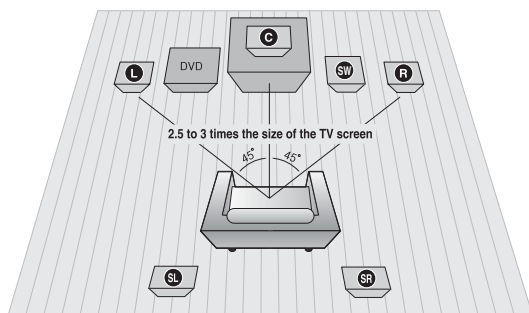 C
L
DVD
SW
R
2.5 to 3 times the size of the TV screen
45°
45°
SL
SR